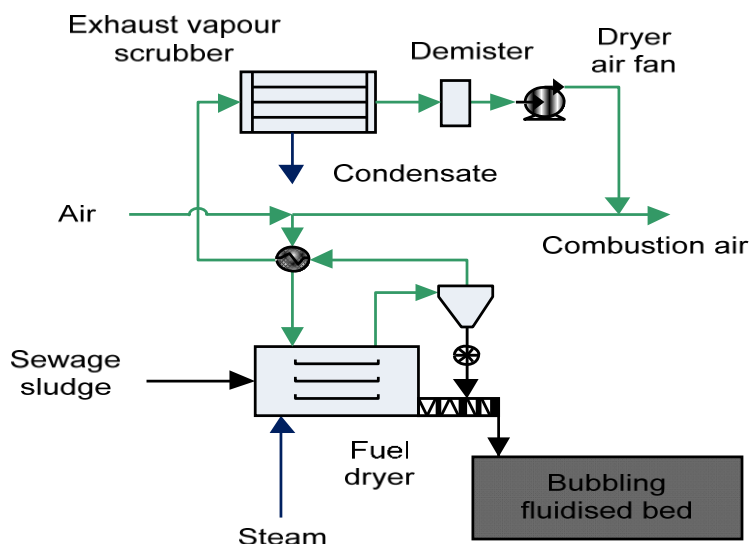 Exhaust vapour
scrubber
Demister
Dryer
air fan
Condensate
Air
Combustion air
Sewage
sludge
Fuel
dryer
Steam
Bubbling
fluidised bed